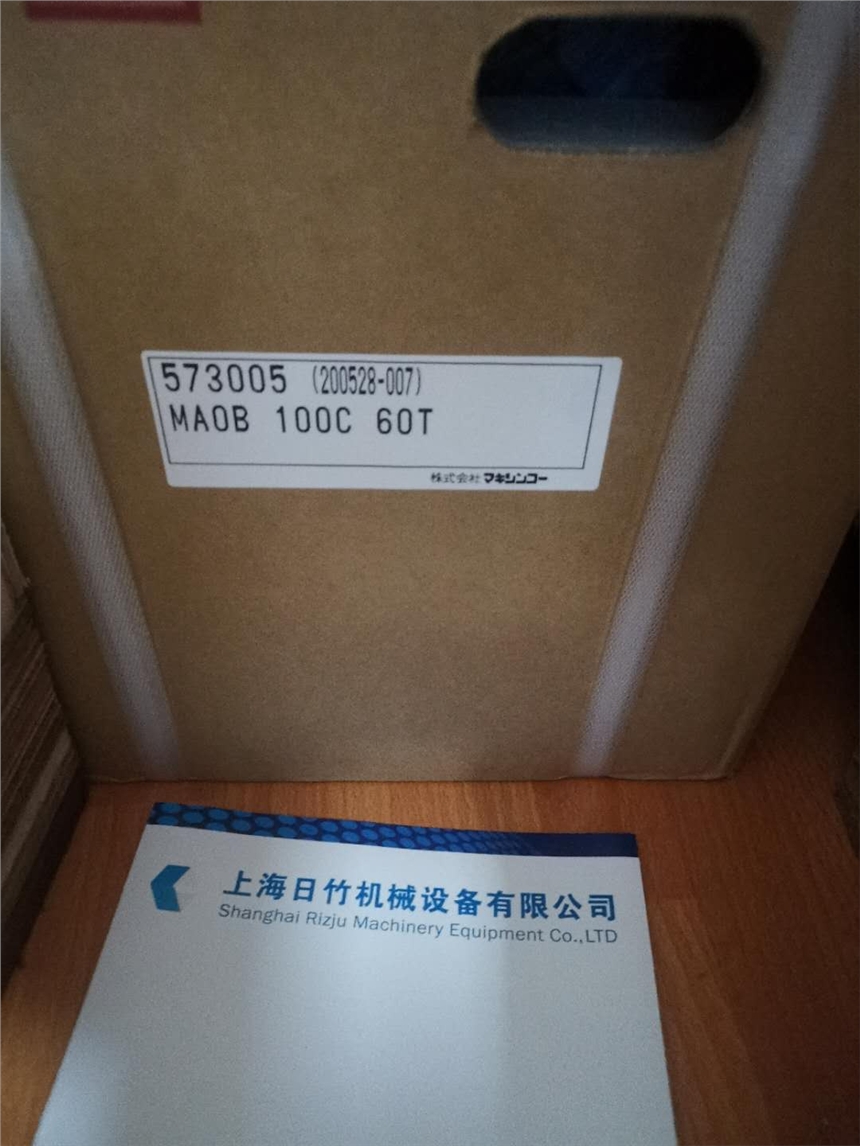 573005 (200528-007)
MAOB 100C 60T
株式会社 マキシンコー
上海日竹机械设备有限公司
Shanghai Rizju Machinery Equipment Co.,LTD